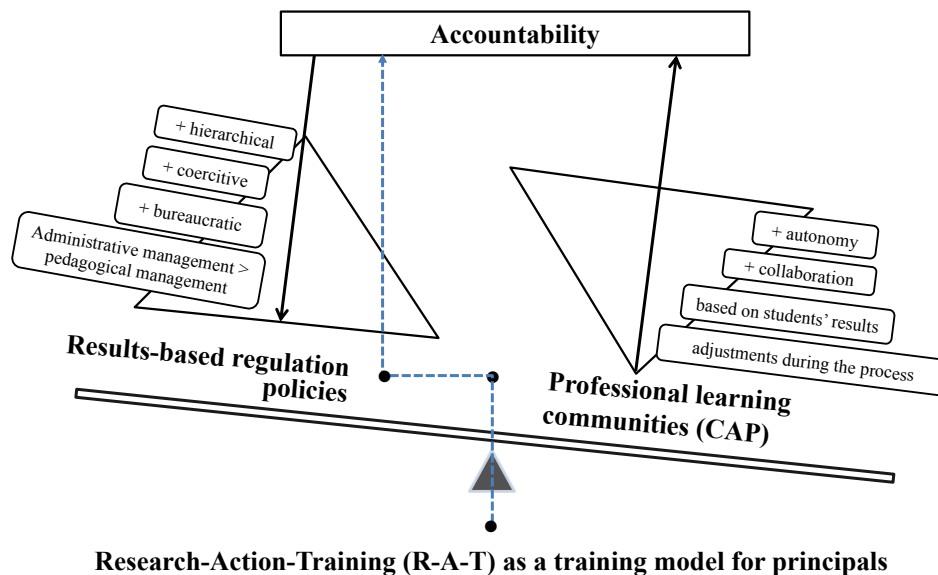 Accountability
+ hierarchical
+ coercitive
+ bureaucratic
Administrative management >
pedagogical management
Results-based regulation
policies
+ autonomy
+ collaboration
based on students’ results
adjustments during the process
Professional learning
communities (CAP)
Research-Action-Training (R-A-T) as a training model for principals